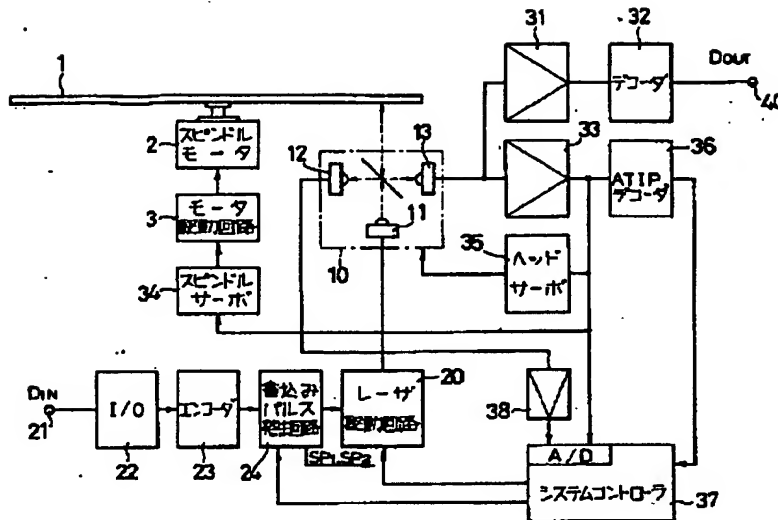 31
32
1
DOUT
デコーダ
40
スピンドル
モータ
2
12
13
33
36
ATIP
デコーダ
11
3
モータ
駆動回路
10
35
ヘッド
サーボ
34
スピンドル
サーボ
20
DIN
21
I/O
22
エンコーダ
23
書込み
パルス
発生回路
24
レーザ
駆動回路
SP1,SP2
38
A/D
システムコントローラ
37